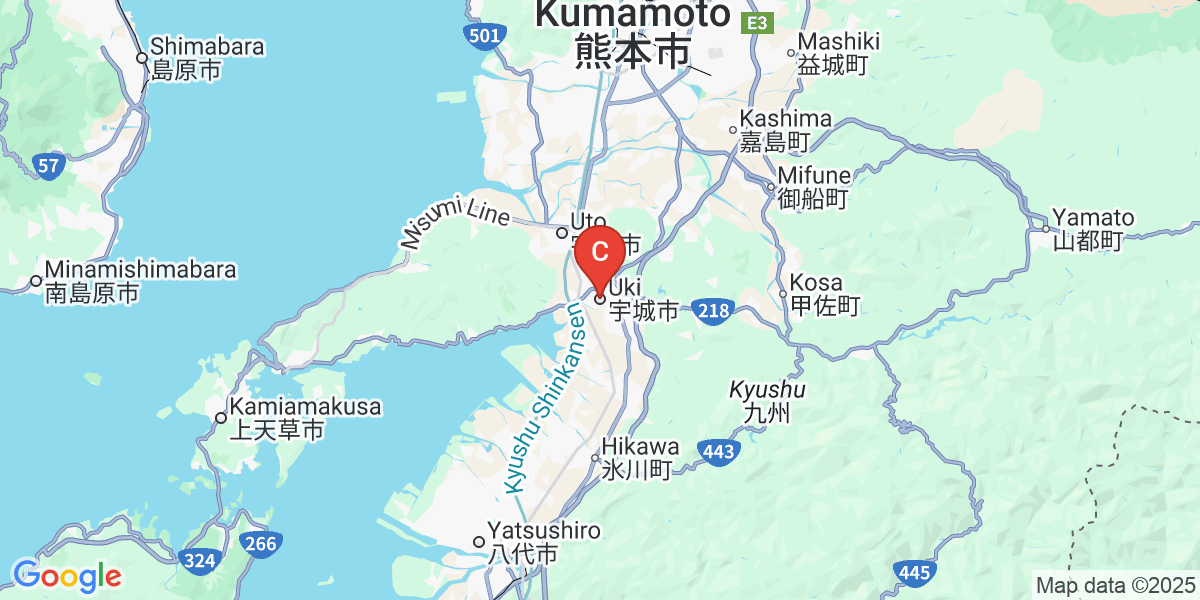 Kumamoto
熊本市
E3
501
Mashiki
益城町
Shimabara
島原市
Kashima
嘉島町
57
Mifune
御船町
Misumi Line
Uto
市
Yamato
山都町
C
Minamishimabara
南島原市
Uki
宇城市
Kosa
甲佐町
218
Kyushu Shinkansen
Kyushu
九州
Kamiamakusa
上天草市
Hikawa
氷川町
443
Yatsushiro
八代市
266
324
445
Google
Map data ©2025